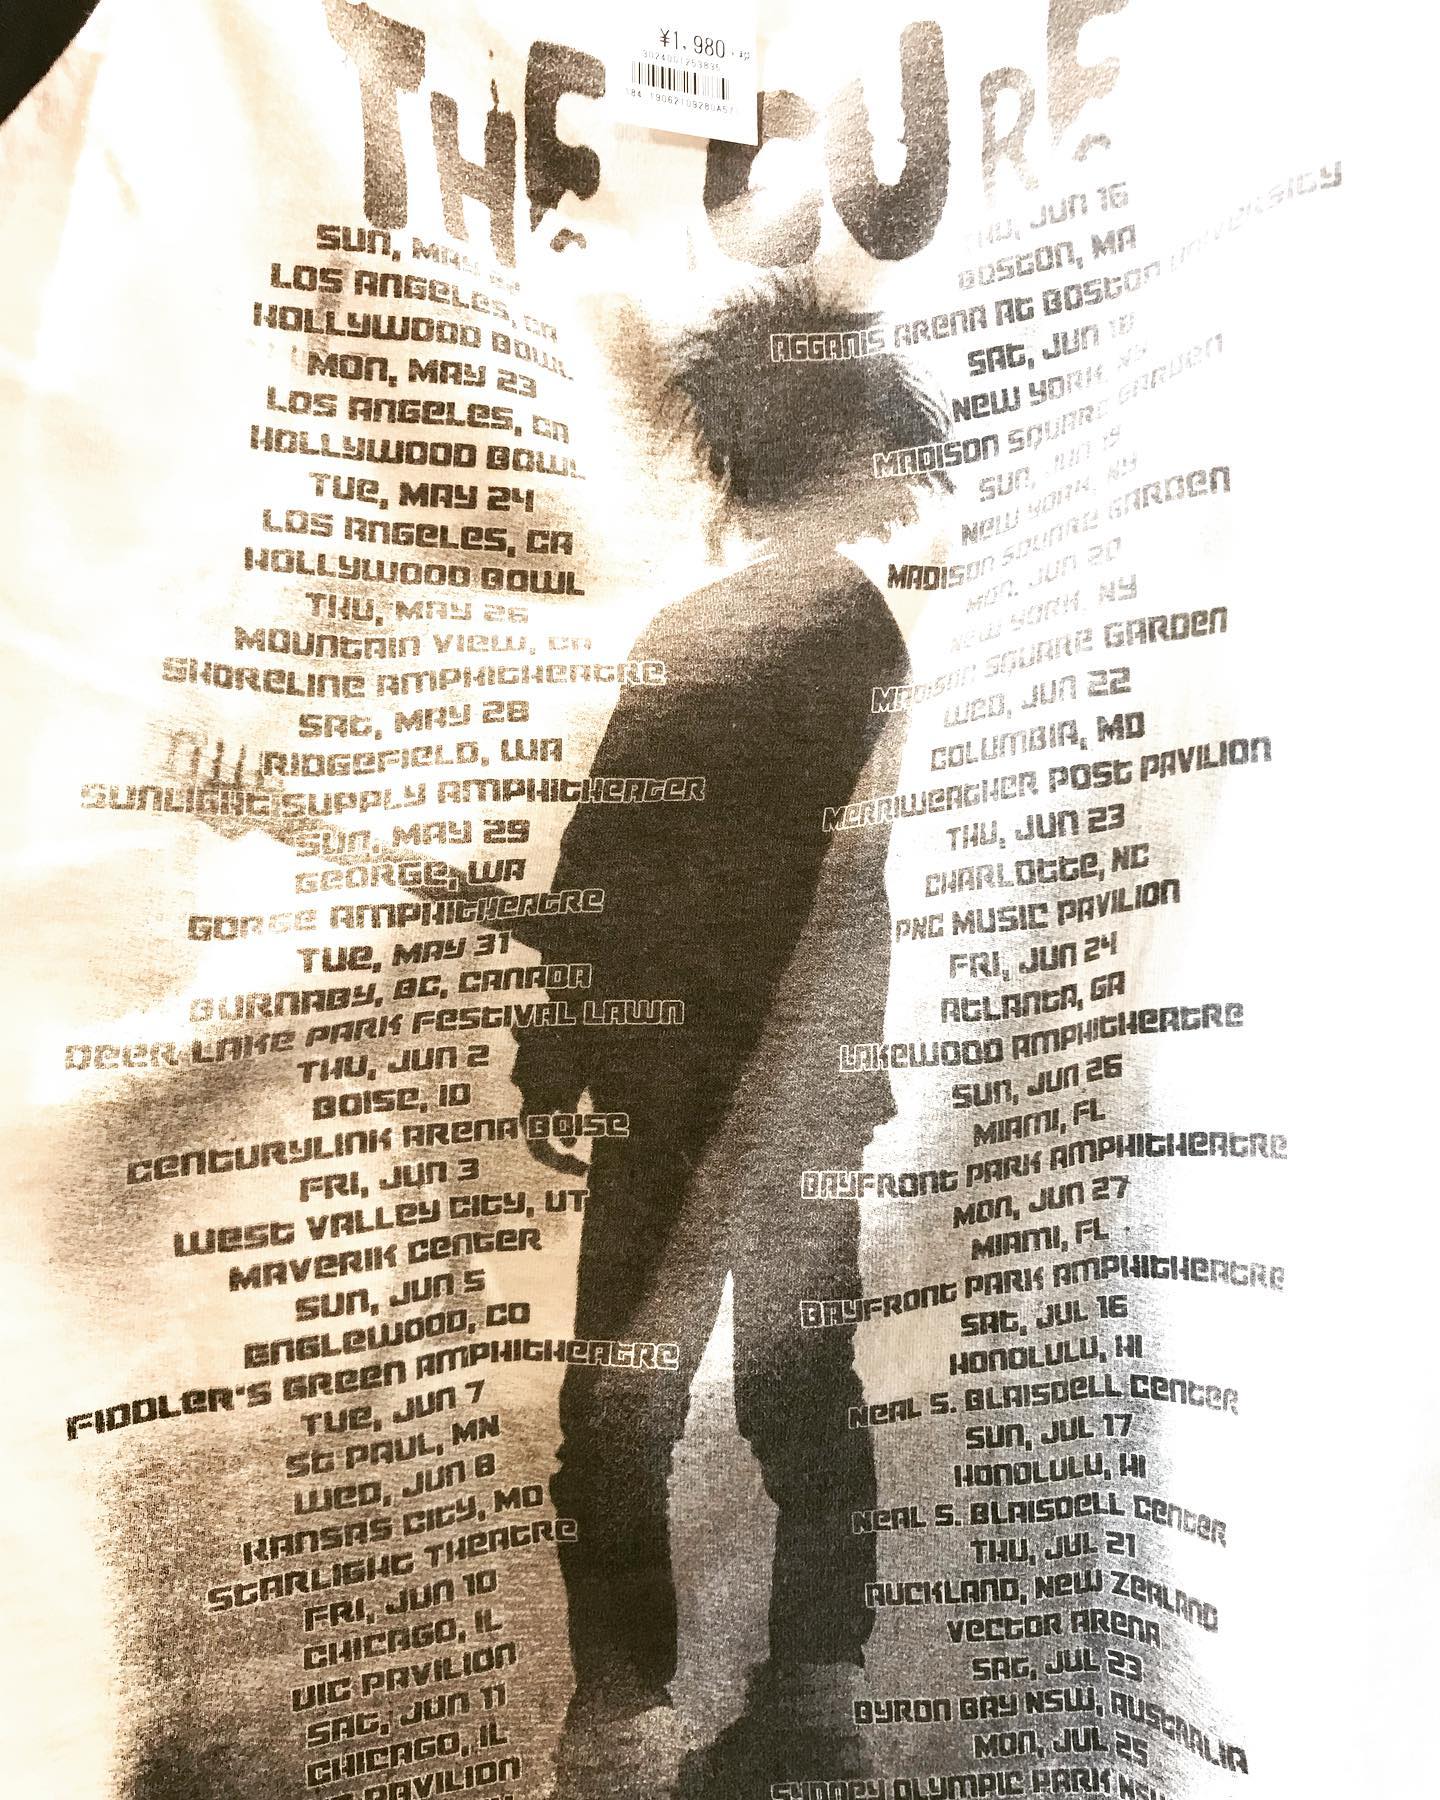 THE CURE
¥1,980
SUN, MAY
LOS ANGELES, CA
HOLLYWOOD BOWL
MON, MAY 23
LOS ANGELES, CA
HOLLYWOOD BOWL
TUE, MAY 24
LOS ANGELES, CA
HOLLYWOOD BOWL
THU, MAY 26
MOUNTAIN VIEW, CA
SHORELINE AMPHITHEATRE
SAT, MAY 28
RIDGEFIELD, WA
SUNLIGHT SUPPLY AMPHITHEATER
SUN, MAY 29
GEORGE, WA
GORGE AMPHITHEATRE
TUE, MAY 31
BURNABY, BC, CANADA
DEER LAKE PARK FESTIVAL LAWN
THU, JUN 2
BOISE, ID
CENTURYLINK ARENA BOISE
FRI, JUN 3
WEST VALLEY CITY, UT
MAVERIK CENTER
SUN, JUN 5
ENGLEWOOD, CO
FIDDLER'S GREEN AMPHITHEATRE
TUE, JUN 7
ST PAUL, MN
WED, JUN 8
KANSAS CITY, MO
STARLIGHT THEATRE
FRI, JUN 10
CHICAGO, IL
UIC PAVILION
SAT, JUN 11
CHICAGO, IL
PAVILION
THU, JUN 16
BOSTON, MA
AGGANIS ARENA AT BOSTON UNIVERSITY
SAT, JUN 18
NEW YORK, NY
MADISON SQUARE GARDEN
SUN, JUN 19
NEW YORK, NY
MADISON SQUARE GARDEN
MON, JUN 20
NEW YORK, NY
MADISON SQUARE GARDEN
WED, JUN 22
COLUMBIA, MD
MERRIWEATHER POST PAVILION
THU, JUN 23
CHARLOTTE, NC
PNC MUSIC PAVILION
FRI, JUN 24
ATLANTA, GA
LAKEWOOD AMPHITHEATRE
SUN, JUN 26
MIAMI, FL
BAYFRONT PARK AMPHITHEATRE
MON, JUN 27
MIAMI, FL
BAYFRONT PARK AMPHITHEATRE
SAT, JUL 16
HONOLULU, HI
NEAL S. BLAISDELL CENTER
SUN, JUL 17
HONOLULU, HI
NEAL S. BLAISDELL CENTER
THU, JUL 21
AUCKLAND, NEW ZEALAND
VECTOR ARENA
SAT, JUL 23
BYRON BAY NSW, AUSTRALIA
MON, JUL 25
SYDNEY OLYMPIC PARK